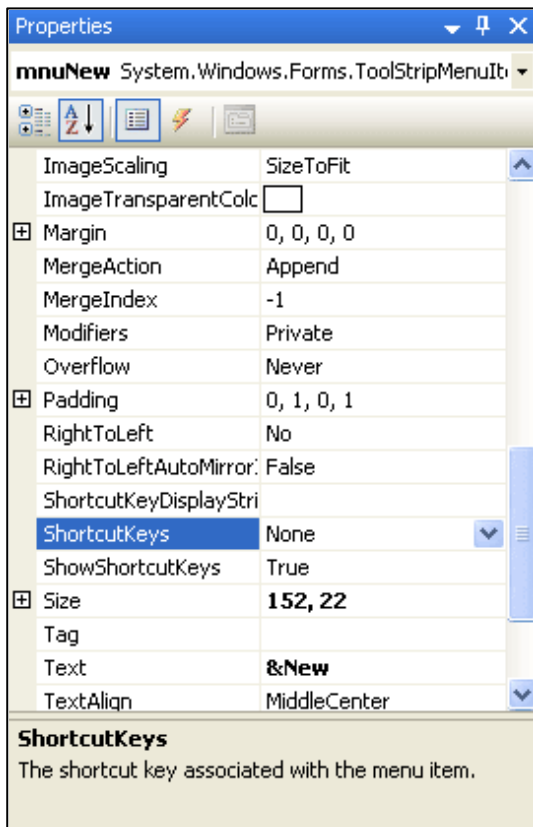 Properties
mnuNew System.Windows.Forms.ToolStripMenuIt
ImageScaling SizeToFit
ImageTransparentColc
Margin 0, 0, 0, 0
MergeAction Append
MergeIndex -1
Modifiers Private
Overflow Never
Padding 0, 1, 0, 1
RightToLeft No
RightToLeftAutoMirrorI False
ShortcutKeyDisplayStri
ShortcutKeys None
ShowShortcutKeys True
Size 152, 22
Tag
Text &New
TextAlign MiddleCenter
ShortcutKeys
The shortcut key associated with the menu item.